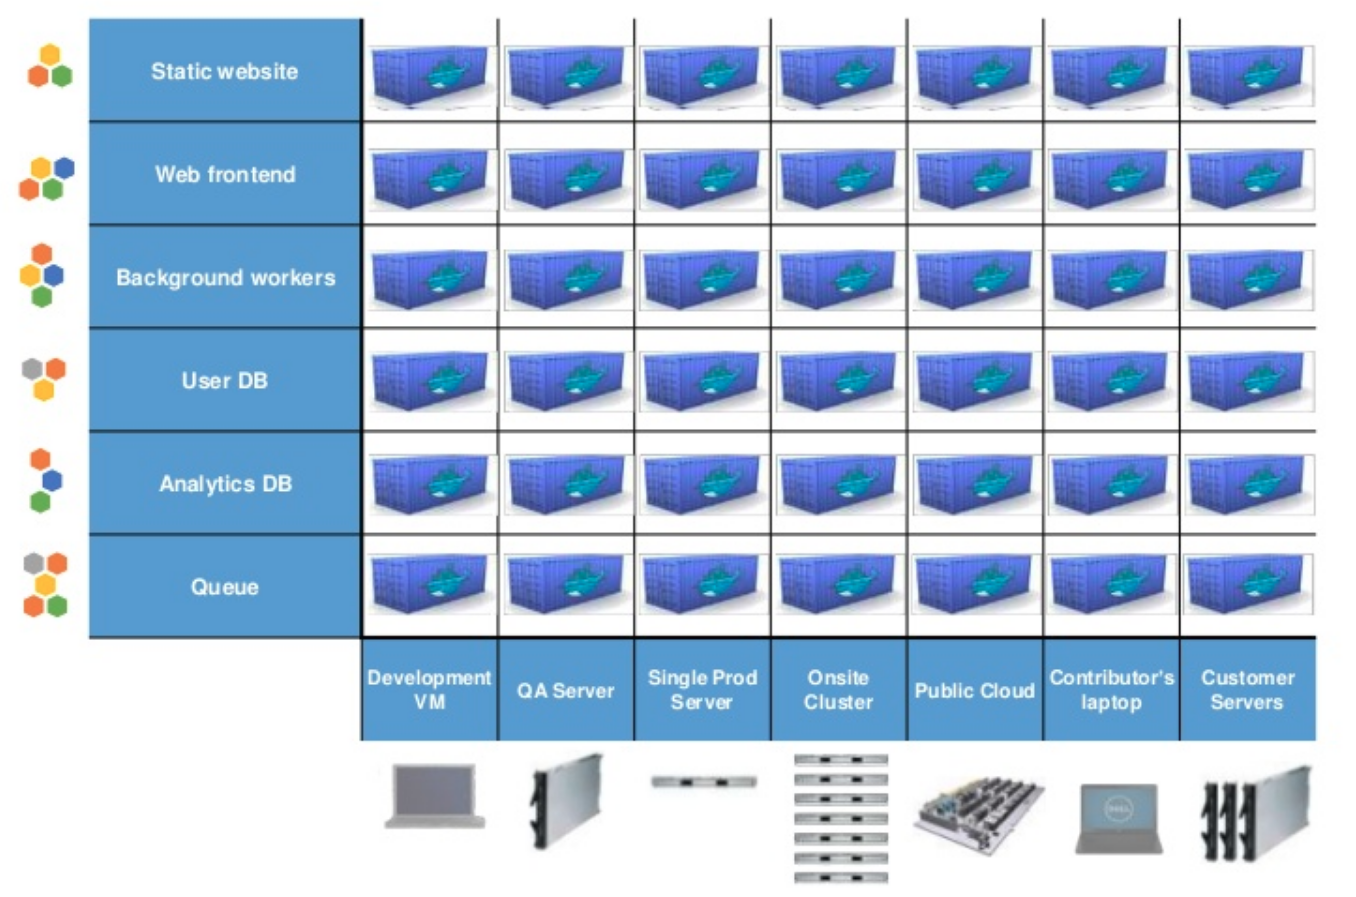 Static website
Web frontend
Background workers
User DB
Analytics DB
Queue
Development
VM
QA Server
Single Prod
Server
Onsite
Cluster
Public Cloud
Contributor's
laptop
Customer
Servers
DELL